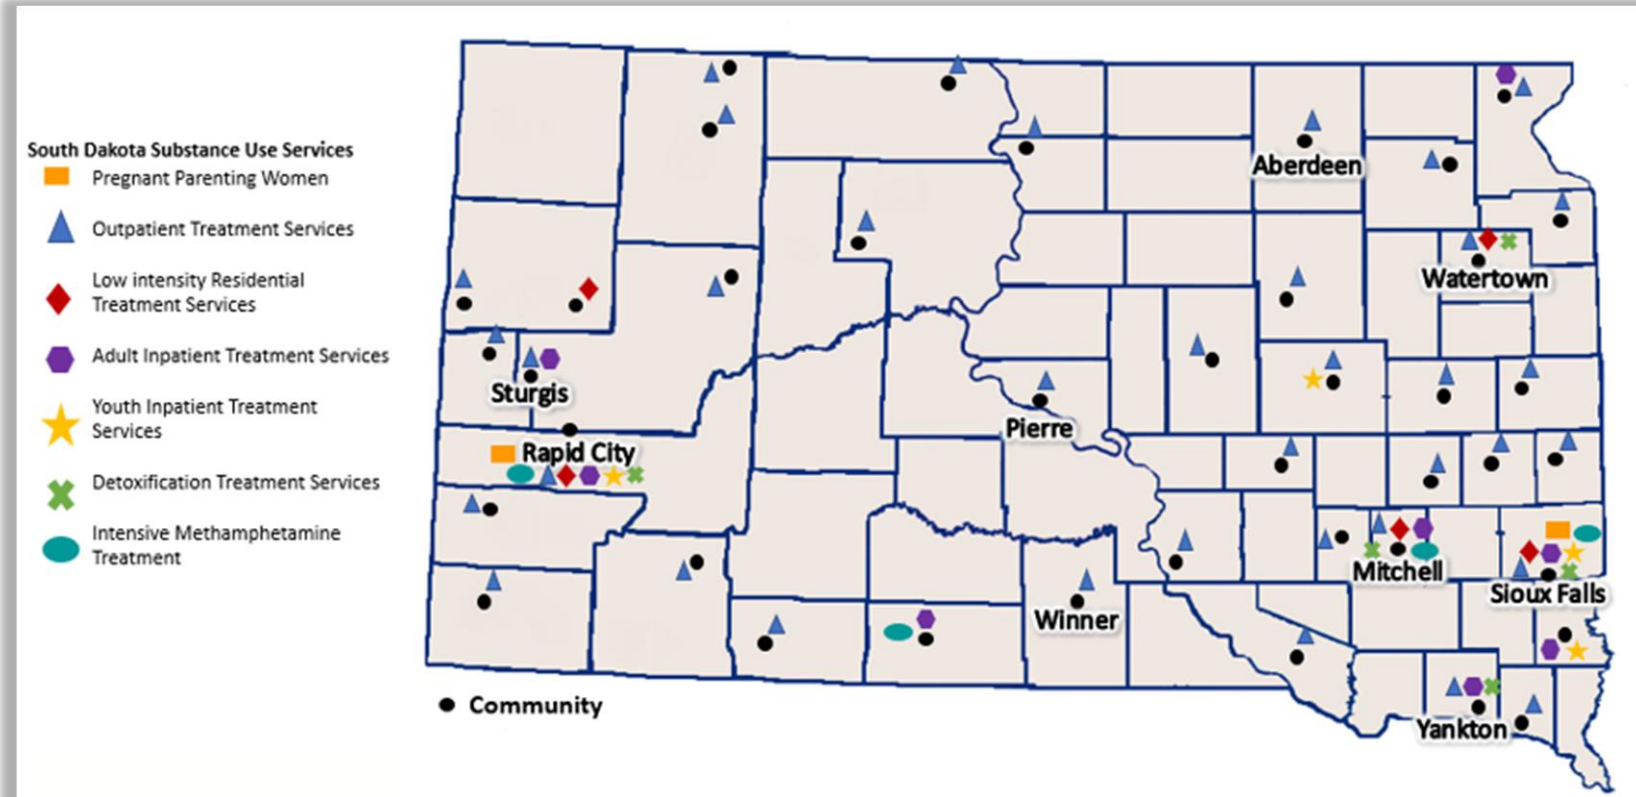 South Dakota Substance Use Services
Pregnant Parenting Women
Outpatient Treatment Services
Low intensity Residential
Treatment Services
Adult Inpatient Treatment Services
Youth Inpatient Treatment
Services
Detoxification Treatment Services
Intensive Methamphetamine
Treatment
Aberdeen
Watertown
Sturgis
Pierre
Rapid City
Mitchell
Sioux Falls
Winner
Yankton
Community